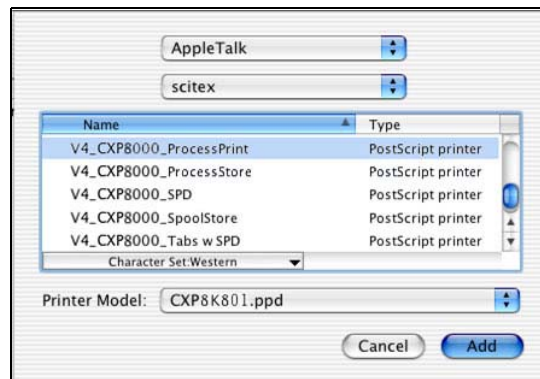 AppleTalk
scitex
Name Type
V4_CXP8000_ProcessPrint PostScript printer
V4_CXP8000_ProcessStore PostScript printer
V4_CXP8000_SPD PostScript printer
V4_CXP8000_SpoolStore PostScript printer
V4_CXP8000_Tabs w SPD PostScript printer
Character Set:Western
Printer Model: CXP8K801.ppd
Cancel Add